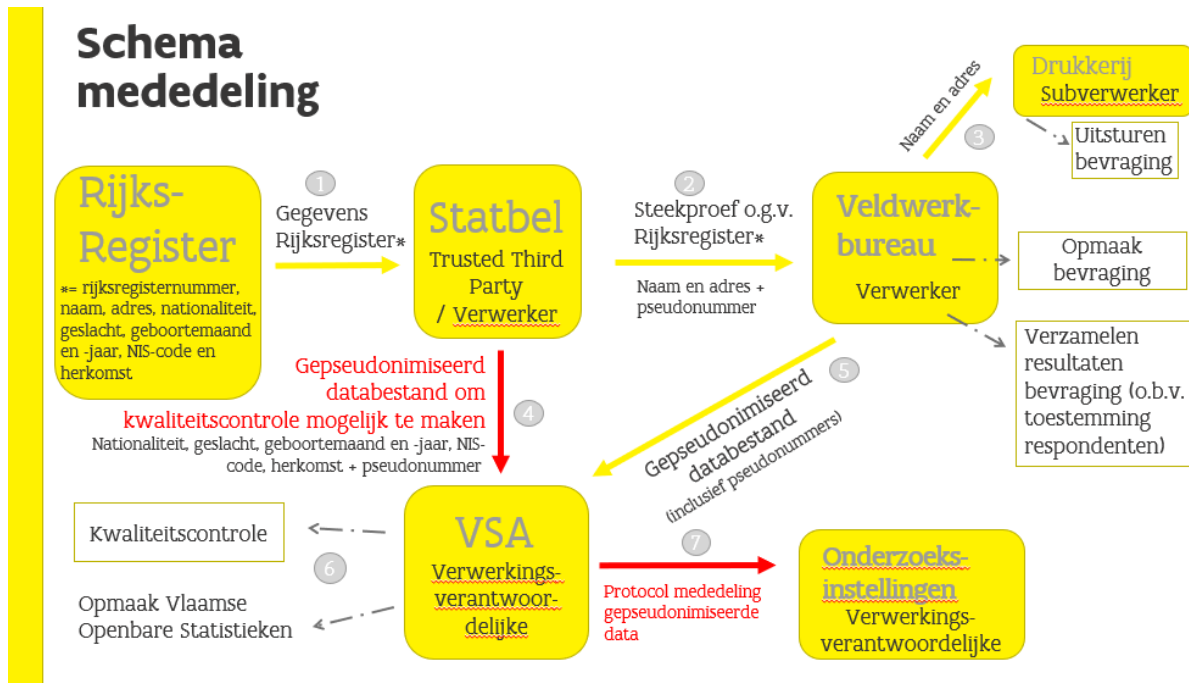 Schema
mededeling
Rijks-
Register
*= rijksregisternummer,
naam, adres, nationaliteit,
geslacht, geboortemaand
en -jaar, NIS-code en
herkomst
1
Gegevens
Rijksregister*
Statbel
Trusted Third
Party
/ Verwerker
2
Steekproef o.g.v.
Rijksregister*
Naam en adres +
pseudonummer
Veldwerk-
bureau
Verwerker
Naam en adres
3
Drukkerij
Subverwerker
Uitsturen
bevraging
Opmaak
bevraging
Verzamelen
resultaten
bevraging (o.b.v.
toestemming
respondenten)
Gepseudonimiseerd
databestand om
kwaliteitscontrole mogelijk te maken
4
Nationaliteit, geslacht, geboortemaand en -jaar, NIS-
code, herkomst + pseudonummer
5
Gepseudonimiseerd
databestand
(inclusief pseudonummers)
VSA
Verwerkings-
verantwoor-
delijke
Kwaliteitscontrole
6
Opmaak Vlaamse
Openbare Statistieken
7
Protocol mededeling
gepseudonimiseerde
data
Onderzoeks-
instellingen
Verwerkings-
verantwoordelijke